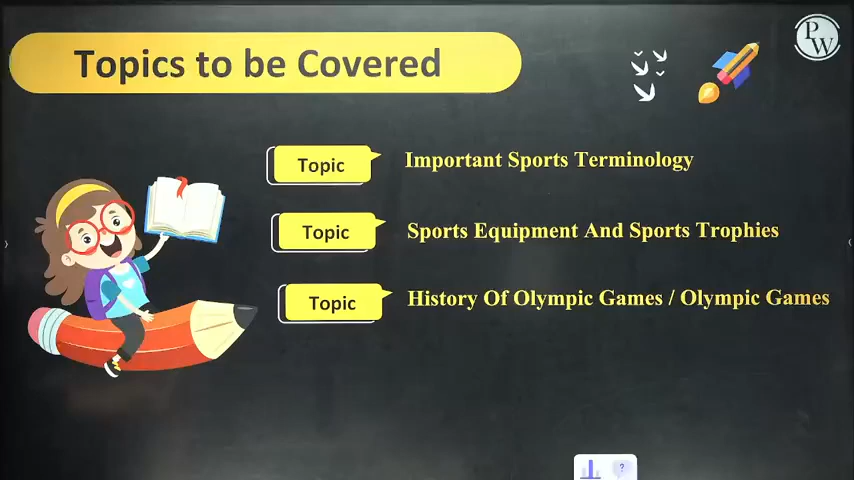 Topics to be Covered
PW
Topic
Important Sports Terminology
Topic
Sports Equipment And Sports Trophies
Topic
History Of Olympic Games / Olympic Games
?